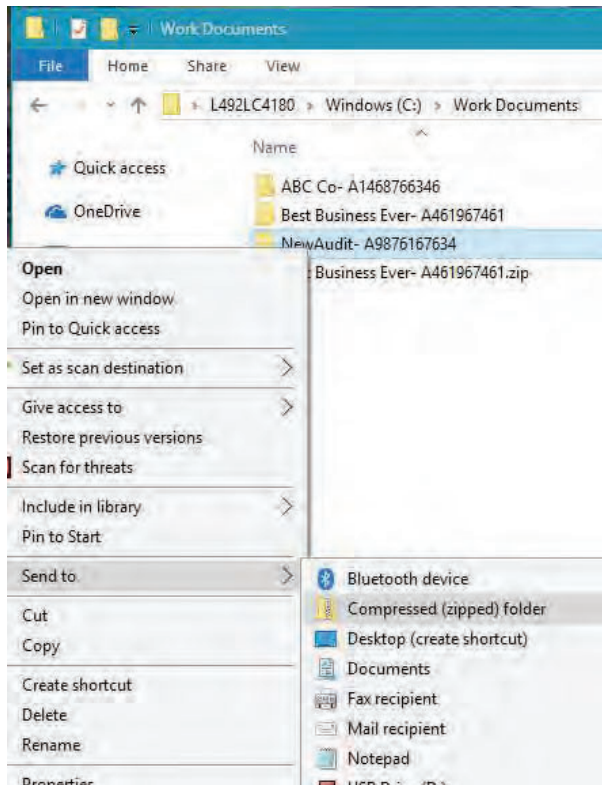 Work Documents
File Home Share View
L492LC4180 › Windows (C:) › Work Documents
Name
Quick access
ABC Co- A1468766346
OneDrive
Best Business Ever- A461967461
NewAudit- A9876167634
Open
Business Ever- A461967461.zip
Open in new window
Pin to Quick access
Set as scan destination
Give access to
Restore previous versions
Scan for threats
Include in library
Pin to Start
Send to
Bluetooth device
Cut
Compressed (zipped) folder
Copy
Desktop (create shortcut)
Documents
Create shortcut
Fax recipient
Delete
Mail recipient
Rename
Notepad
Properties